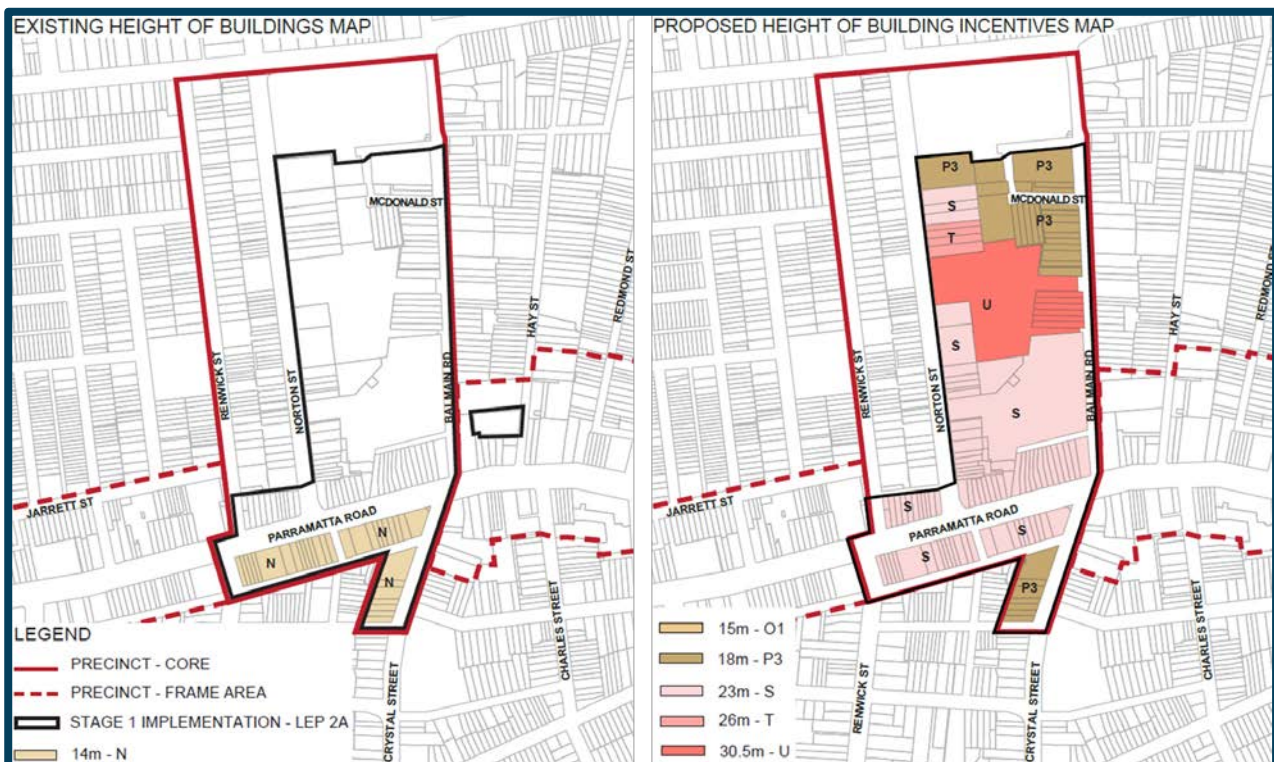 EXISTING HEIGHT OF BUILDINGS MAP
MCDONALD ST
HAY ST
REDMOND ST
RENWICK ST
NORTON ST
BALMAIN RD
JARRETT ST
PARRAMATTA ROAD
N
N
N
CHARLES STREET
CRYSTAL STREET
LEGEND
PRECINCT - CORE
PRECINCT - FRAME AREA
STAGE 1 IMPLEMENTATION - LEP 2A
14m - N
PROPOSED HEIGHT OF BUILDING INCENTIVES MAP
P3
P3
MCDONALD ST
S
P3
T
HAY ST
REDMOND ST
U
RENWICK ST
NORTON ST
S
BALMAIN RD
S
JARRETT ST
S
PARRAMATTA ROAD
S
S
P3
CHARLES STREET
RENWICK ST
CRYSTAL STREET
15m - O1
18m - P3
23m - S
26m - T
30.5m - U